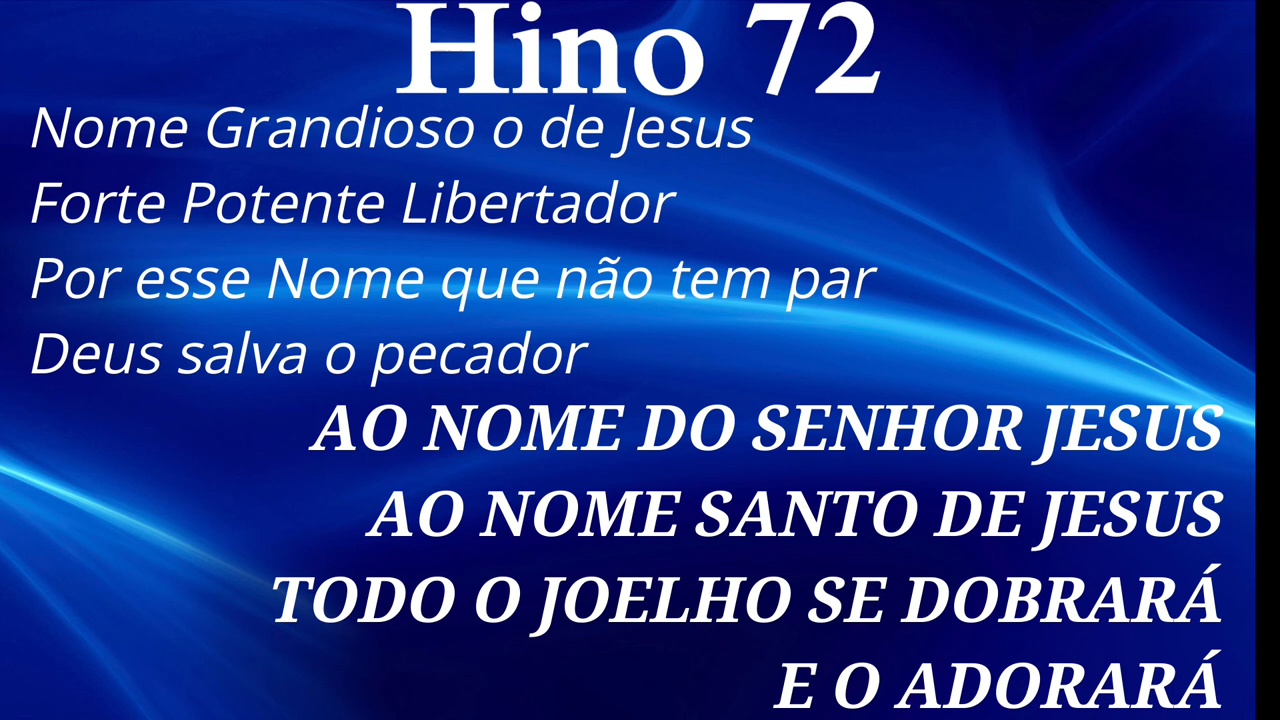 Hino 72
Nome Grandioso o de Jesus
Forte Potente Libertador
Por esse Nome que não tem par
Deus salva o pecador
AO NOME DO SENHOR JESUS
AO NOME SANTO DE JESUS
TODO O JOELHO SE DOBRARÁ
E O ADORARÁ